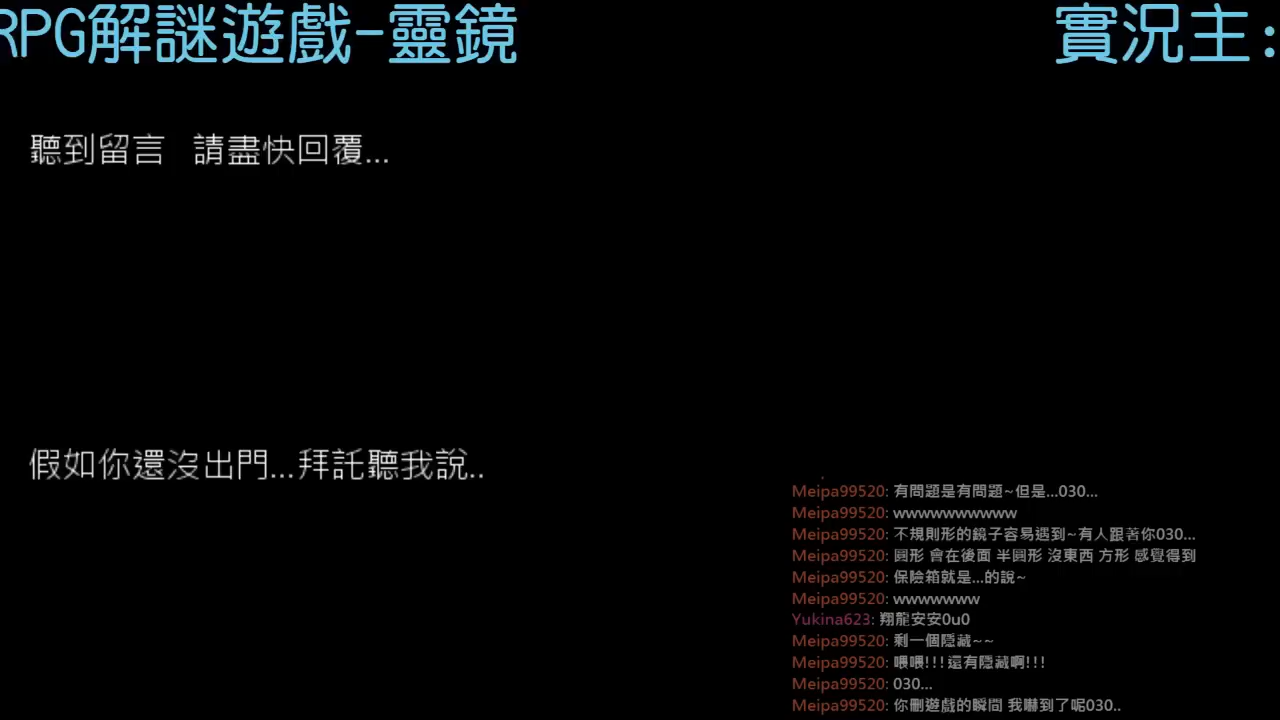 RPG解謎遊戲-靈鏡
實況主:
聽到留言 請盡快回覆...
假如你還沒出門...拜託聽我說..
Meipa99520: 有問題是有問題~但是...030...
Meipa99520: wwwwwwwwww
Meipa99520: 不規則形的鏡子容易遇到~有人跟著你030...
Meipa99520: 圓形 會在後面 半圓形 沒東西 方形 感覺得到
Meipa99520: 保險箱就是...的說~
Meipa99520: wwwwwww
Yukina623: 翔龍安安0u0
Meipa99520: 剩一個隱藏~~
Meipa99520: 喂喂!!!還有隱藏啊!!!
Meipa99520: 030...
Meipa99520: 你刪遊戲的瞬間 我嚇到了呢030..